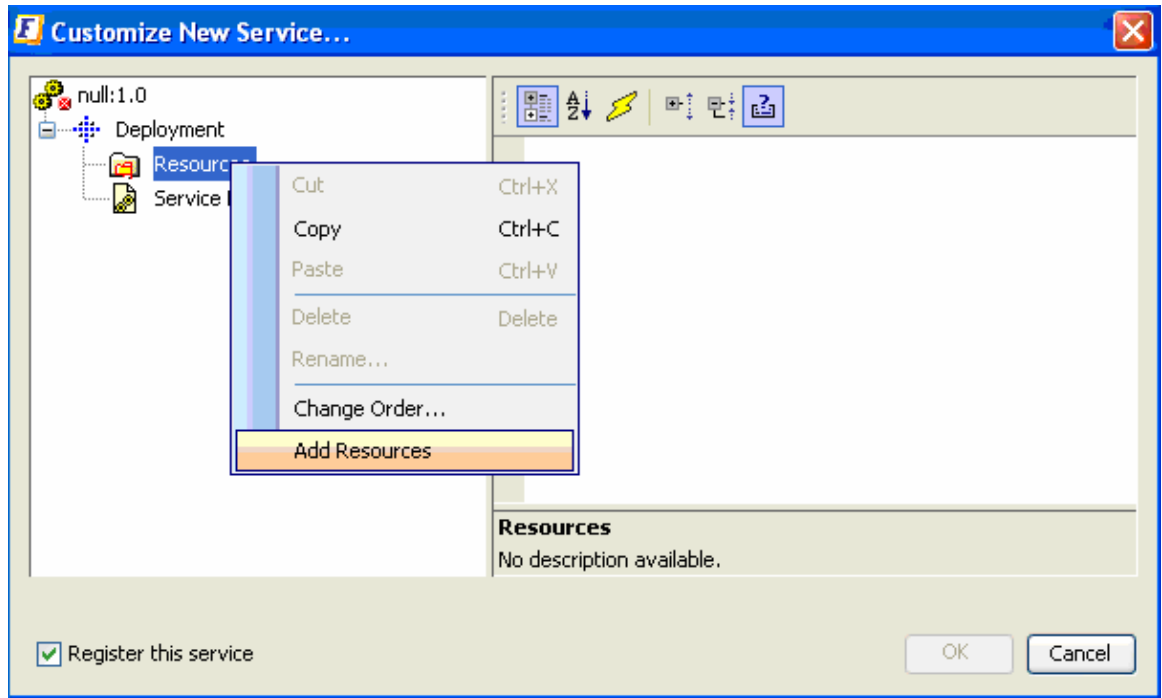 Customize New Service...
null:1.0
Deployment
Resources
Service
Cut Ctrl+X
Copy Ctrl+C
Paste Ctrl+V
Delete Delete
Rename...
Change Order...
Add Resources
Resources
No description available.
Register this service
OK Cancel